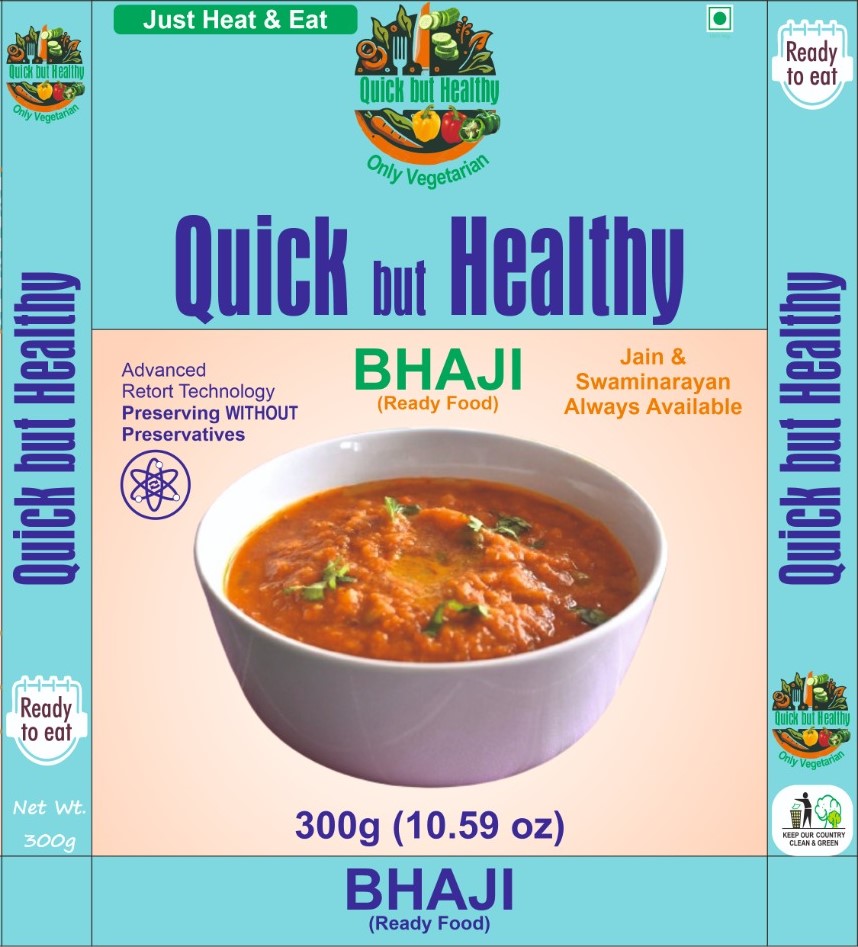 Just Heat & Eat
Quick but Healthy
Only Vegetarian
Quick but Healthy
Only Vegetarian
Ready
to eat
Quick but Healthy
Quick but Healthy
Quick but Healthy
Advanced
Retort Technology
Preserving WITHOUT
Preservatives
BHAJI
(Ready Food)
Jain &
Swaminarayan
Always Available
Ready
to eat
Net Wt.
300g
Quick but Healthy
Only Vegetarian
KEEP OUR COUNTRY
CLEAN & GREEN
300g (10.59 oz)
BHAJI
(Ready Food)